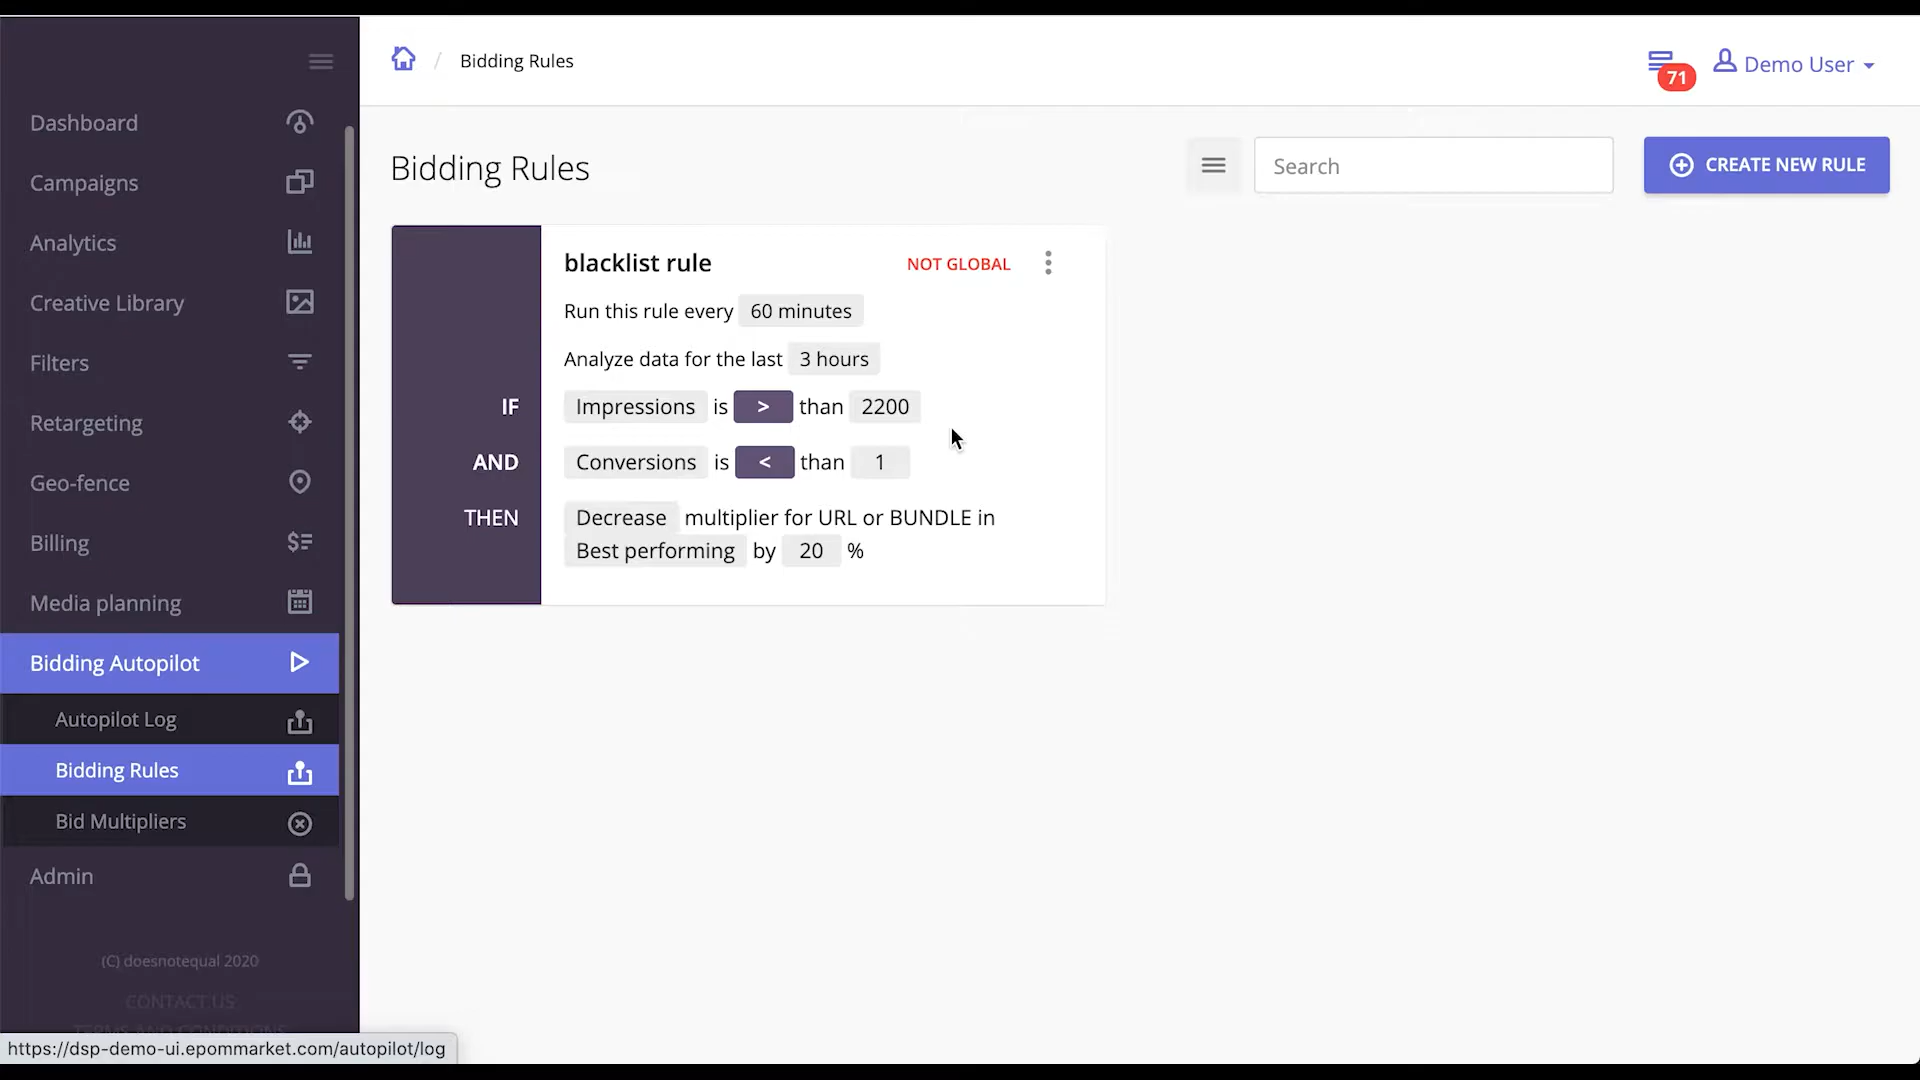 Bidding Rules
71
Demo User
Dashboard
Campaigns
Analytics
Creative Library
Filters
Retargeting
Geo-fence
Billing
Media planning
Bidding Autopilot
Autopilot Log
Bidding Rules
Bid Multipliers
Admin
(C) doesnotequal 2020
CONTACT US
TERMS AND CONDITIONS
https://dsp-demo-ui.epommarket.com/autopilot/log
Bidding Rules
Search
CREATE NEW RULE
blacklist rule NOT GLOBAL
Run this rule every 60 minutes
Analyze data for the last 3 hours
IF Impressions is > than 2200
AND Conversions is < than 1
THEN Decrease multiplier for URL or BUNDLE in
Best performing by 20 %